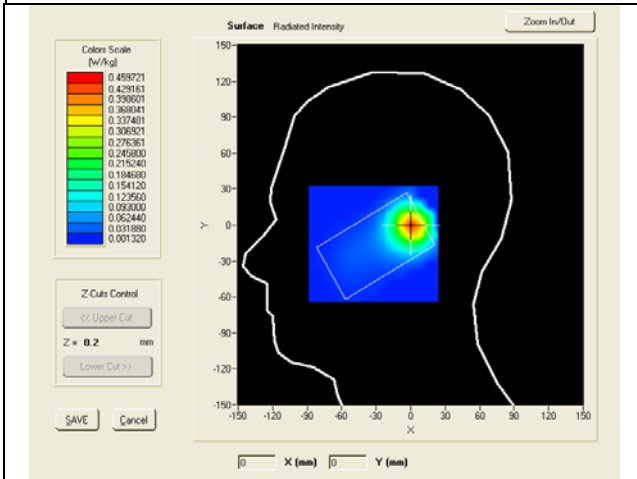 Surface Radiated Intensity
Zoom In/Out
Colors Scale
(W/kg)
0.459721
0.429161
0.398601
0.368041
0.337481
0.306921
0.276361
0.245800
0.215240
0.184680
0.154120
0.123560
0.093000
0.062440
0.031880
0.001320
Z-Cuts Control
<< Upper Cut
Z = 0.2 mm
Lower Cut >>
SAVE Cancel
150
120
90
60
30
0
-30
-60
-90
-120
-150
Y
-150 -120 -90 -60 -30 0 30 60 90 120 150
X
0 X (mm) 0 Y (mm)